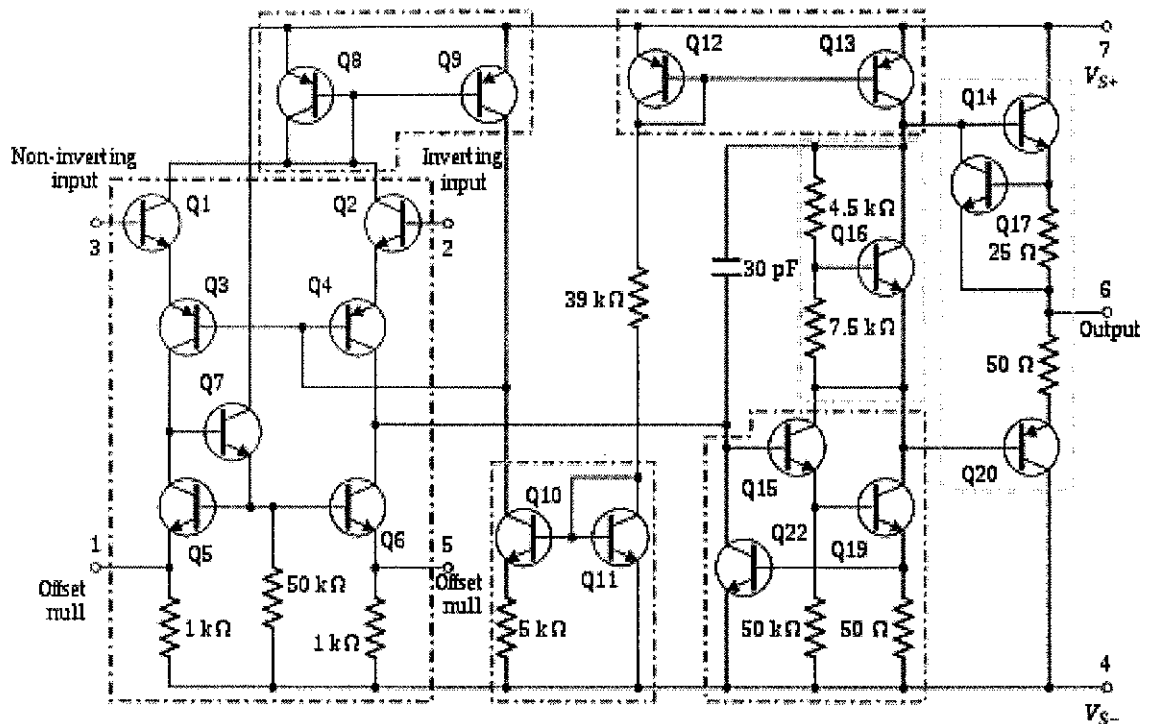 Q8
Q9
Q12
Q13
7
V_S+
Q14
Non-inverting
input
Inverting
input
Q1
Q2
3
2
4.5 kΩ
Q17
25 Ω
Q16
30 pF
Q3
Q4
39 kΩ
7.5 kΩ
6
Output
50 Ω
Q7
Q15
Q20
Q10
Q22
Q19
1
Q5
Q6
5
Q11
Offset
null
50 kΩ
Offset
null
1 kΩ
1 kΩ
5 kΩ
50 kΩ
50 Ω
4
V_S−